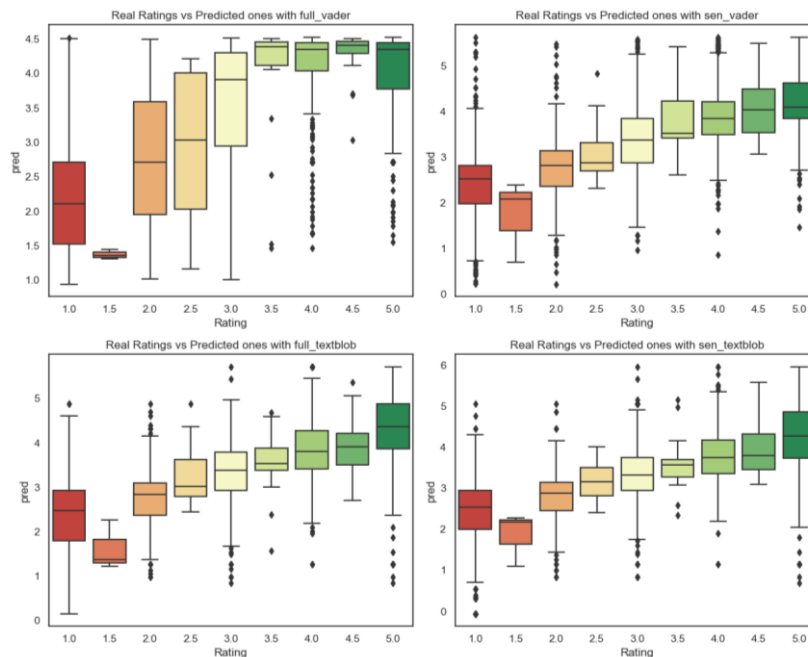 Real Ratings vs Predicted ones with full_vader
4.5
4.0
3.5
3.0
2.5
2.0
1.5
1.0
pred
1.0 1.5 2.0 2.5 3.0 3.5 4.0 4.5 5.0
Rating
Real Ratings vs Predicted ones with sen_vader
5
4
3
2
1
0
pred
1.0 1.5 2.0 2.5 3.0 3.5 4.0 4.5 5.0
Rating
Real Ratings vs Predicted ones with full_textblob
5
4
3
2
1
0
pred
1.0 1.5 2.0 2.5 3.0 3.5 4.0 4.5 5.0
Rating
Real Ratings vs Predicted ones with sen_textblob
6
5
4
3
2
1
0
pred
1.0 1.5 2.0 2.5 3.0 3.5 4.0 4.5 5.0
Rating